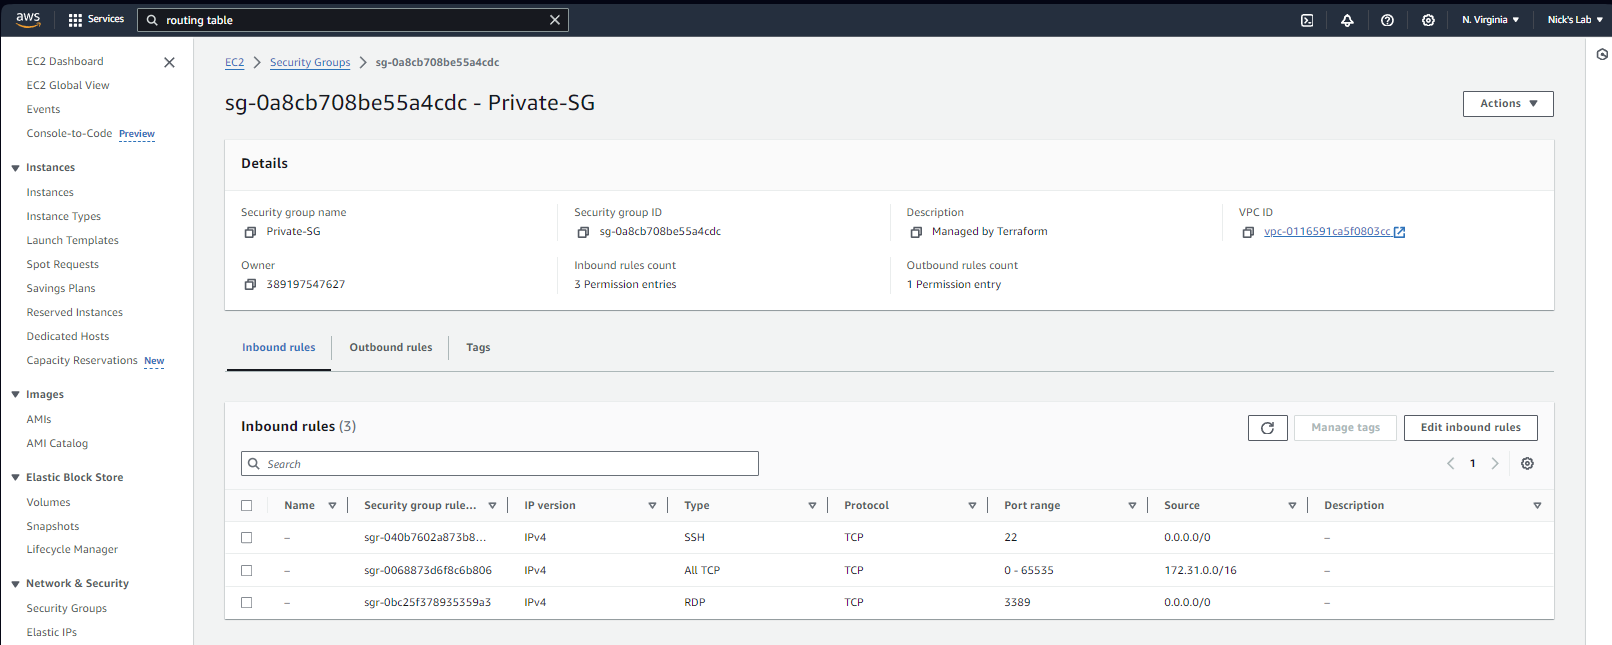 aws
Services
routing table
N. Virginia
Nick's Lab
EC2 Dashboard
EC2 Global View
Events
Console-to-Code Preview
Instances
Instances
Instance Types
Launch Templates
Spot Requests
Savings Plans
Reserved Instances
Dedicated Hosts
Capacity Reservations New
Images
AMIs
AMI Catalog
Elastic Block Store
Volumes
Snapshots
Lifecycle Manager
Network & Security
Security Groups
Elastic IPs
EC2 Security Groups sg-0a8cb708be55a4cdc
sg-0a8cb708be55a4cdc - Private-SG
Actions
Details
Security group name
Private-SG
Security group ID
sg-0a8cb708be55a4cdc
Description
Managed by Terraform
VPC ID
vpc-0116591ca5f0803cc
Owner
389197547627
Inbound rules count
3 Permission entries
Outbound rules count
1 Permission entry
Inbound rules Outbound rules Tags
Inbound rules (3)
Manage tags
Edit inbound rules
Search
1
Name Security group rule... IP version Type Protocol Port range Source Description
– sgr-040b7602a873b8... IPv4 SSH TCP 22 0.0.0.0/0 –
– sgr-0068873d6f8c6b806 IPv4 All TCP TCP 0 - 65535 172.31.0.0/16 –
– sgr-0bc25f378935359a3 IPv4 RDP TCP 3389 0.0.0.0/0 –